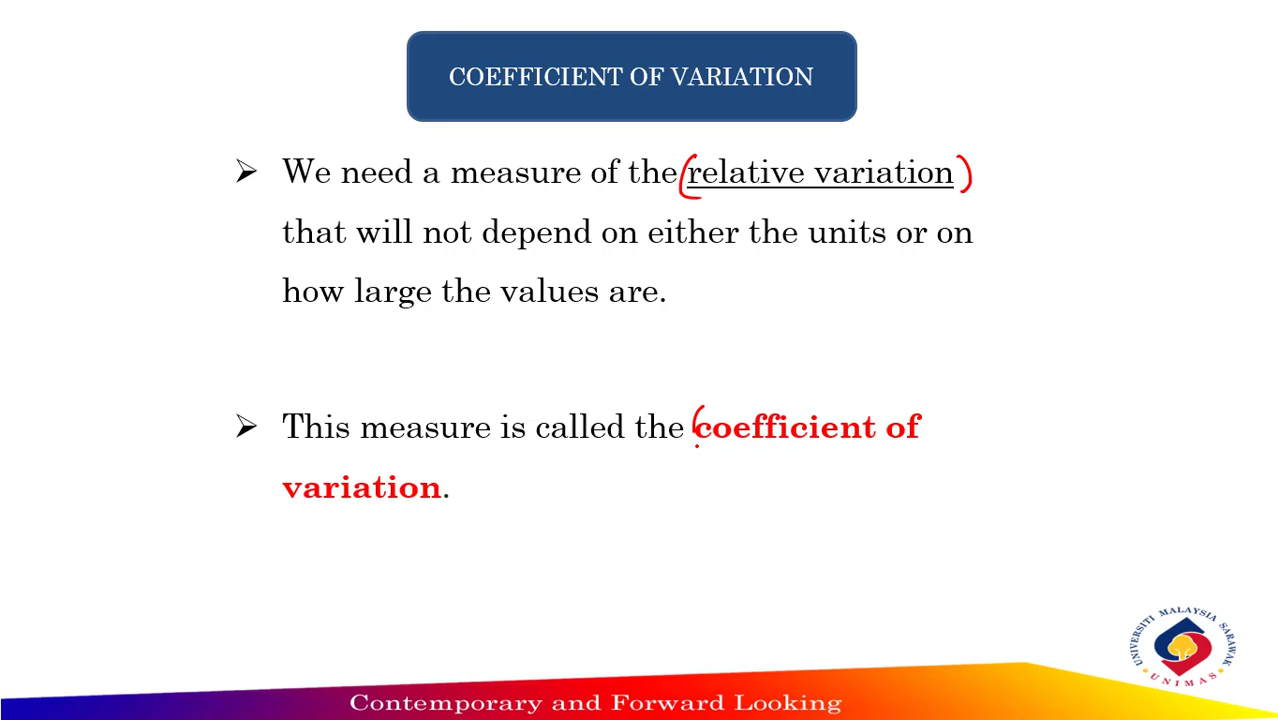 COEFFICIENT OF VARIATION
➢ We need a measure of the (relative variation)
that will not depend on either the units or on
how large the values are.
➢ This measure is called the (coefficient of
variation.
UNIVERSITI MALAYSIA SARAWAK
UNIMAS
Contemporary and Forward Looking